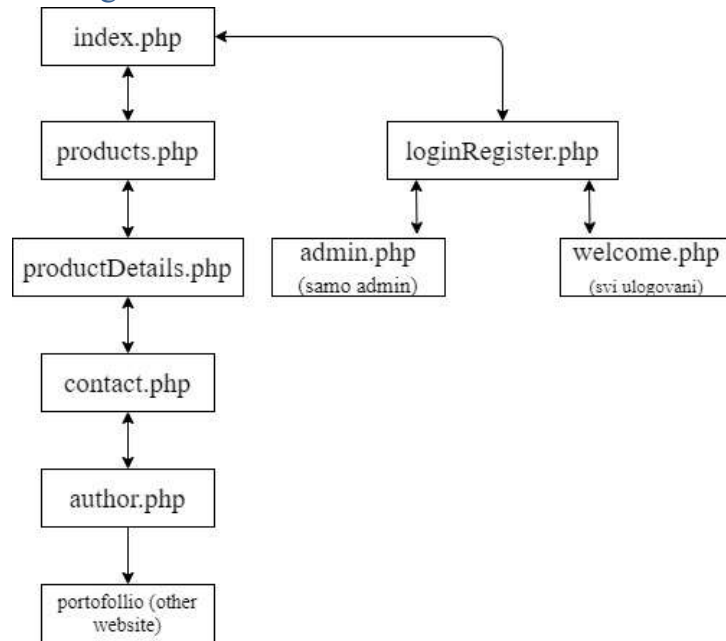 index.php
products.php
loginRegister.php
productDetails.php
admin.php
(samo admin)
welcome.php
(svi ulogovani)
contact.php
author.php
portofollio (other
website)